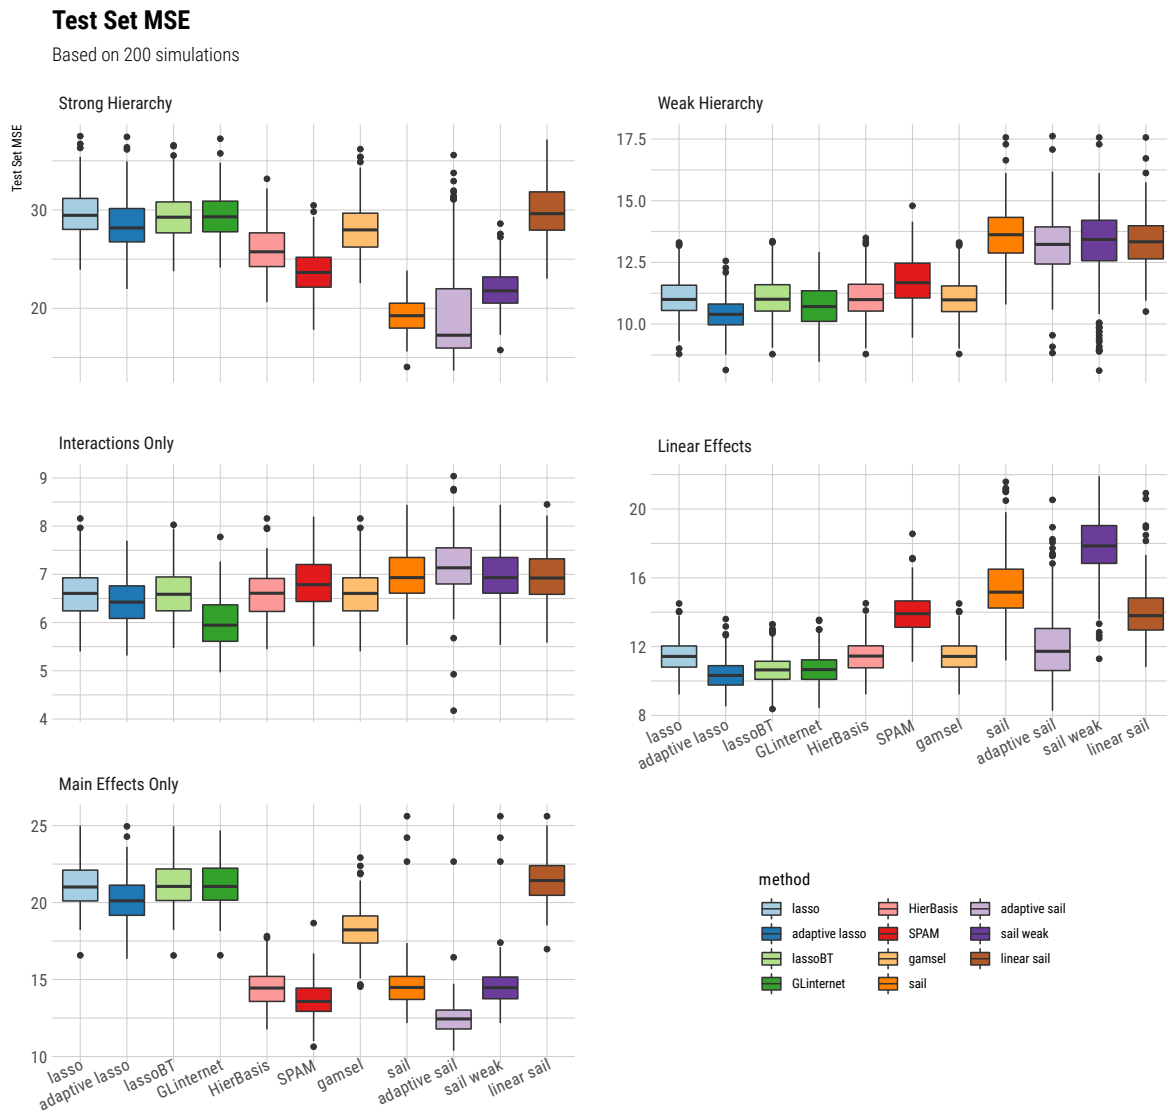 Test Set MSE
Based on 200 simulations
Strong Hierarchy
Test Set MSE
30
20
Weak Hierarchy
17.5
15.0
12.5
10.0
Interactions Only
9
8
7
6
5
4
Linear Effects
20
16
12
8
lasso
adaptive lasso
lassoBT
GLinternet
HierBasis
SPAM
gamsel
sail
adaptive sail
sail weak
linear sail
Main Effects Only
25
20
15
10
lasso
adaptive lasso
lassoBT
GLinternet
HierBasis
SPAM
gamsel
sail
adaptive sail
sail weak
linear sail
method
lasso
adaptive lasso
lassoBT
GLinternet
HierBasis
SPAM
gamsel
sail
adaptive sail
sail weak
linear sail